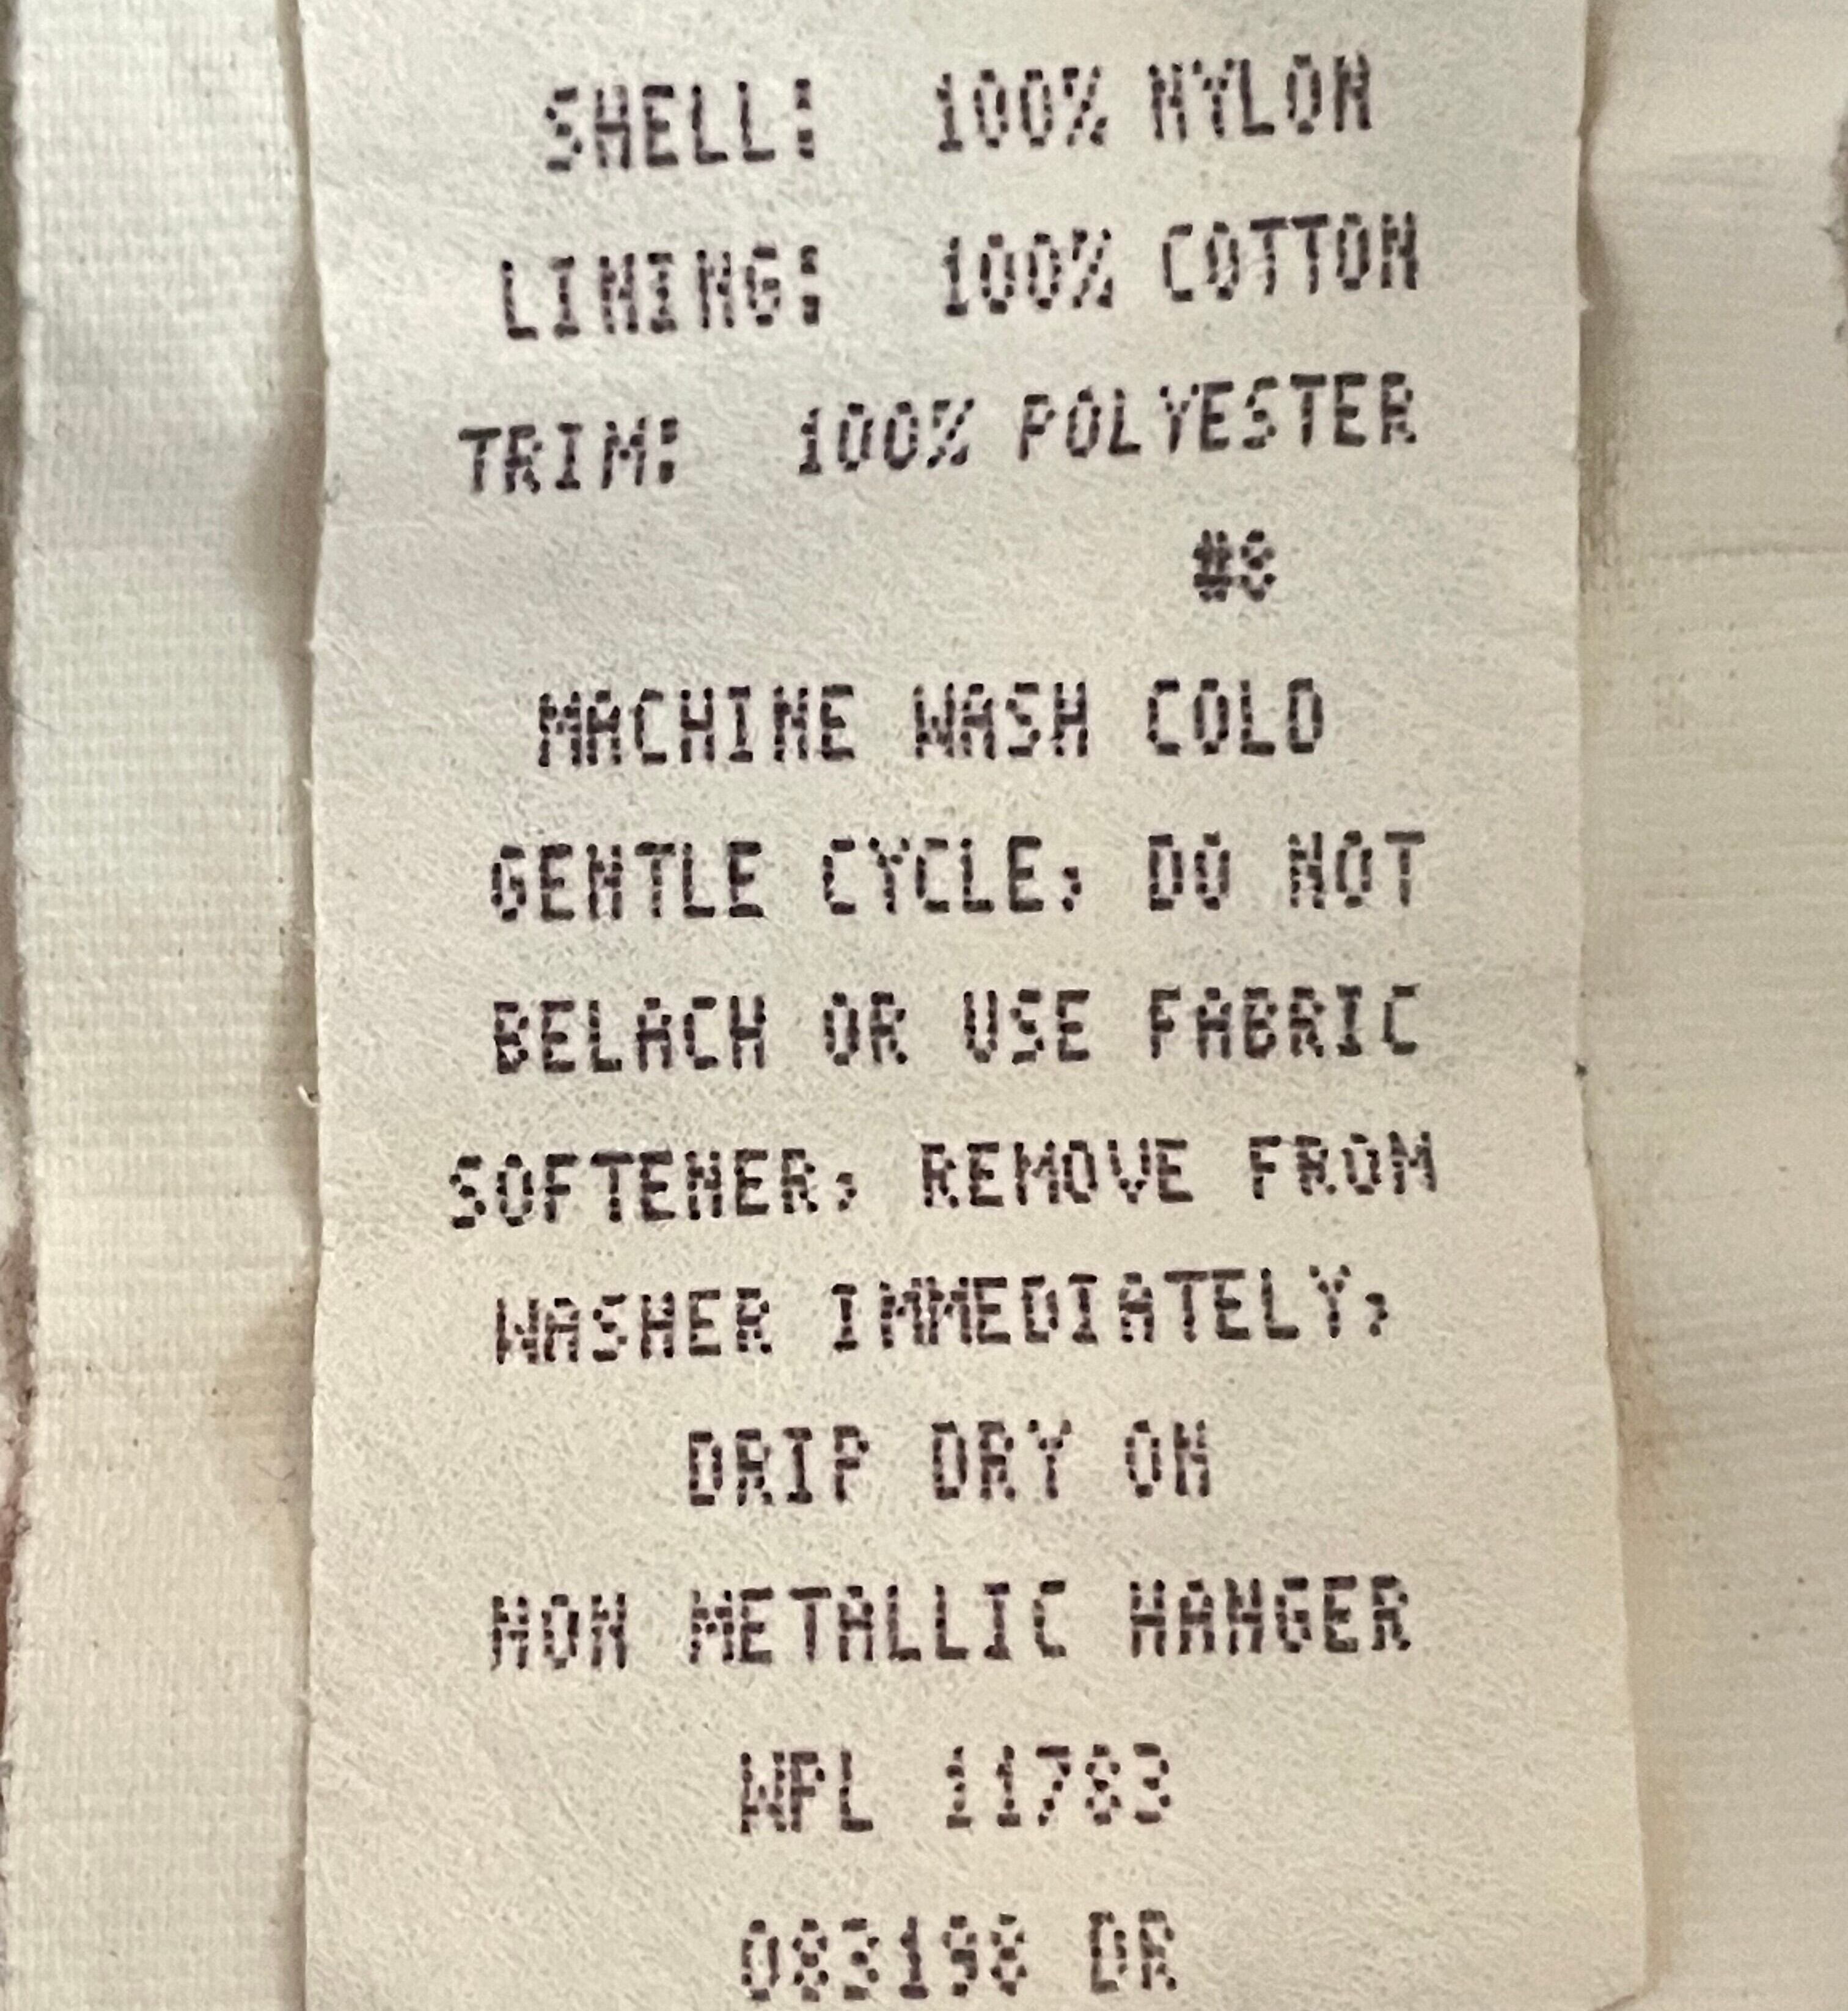 SHELL: 100% NYLON
LINING: 100% COTTON
TRIM: 100% POLYESTER
#8
MACHINE WASH COLD
GENTLE CYCLE, DO NOT
BELACH OR USE FABRIC
SOFTENER, REMOVE FROM
WASHER IMMEDIATELY,
DRIP DRY ON
NON METALLIC HANGER
WPL 11783
083198 DR